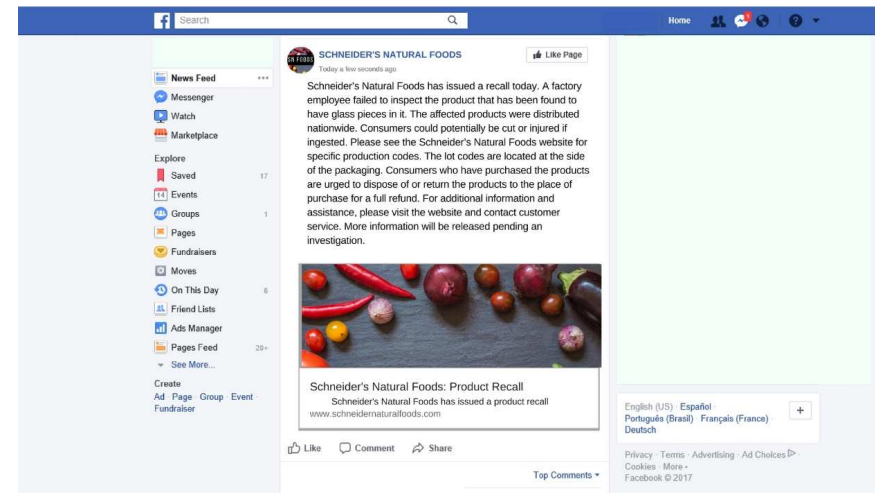 Search
Home
SCHNEIDER'S NATURAL FOODS
Like Page
Today a few seconds ago
SN FOODS
Schneider's Natural Foods has issued a recall today. A factory
employee failed to inspect the product that has been found to
have glass pieces in it. The affected products were distributed
nationwide. Consumers could potentially be cut or injured if
ingested. Please see the Schneider's Natural Foods website for
specific production codes. The lot codes are located at the side
of the packaging. Consumers who have purchased the products
are urged to dispose of or return the products to the place of
purchase for a full refund. For additional information and
assistance, please visit the website and contact customer
service. More information will be released pending an
investigation.
Schneider's Natural Foods: Product Recall
Schneider's Natural Foods has issued a product recall
www.schneidernaturalfoods.com
Like Comment Share
Top Comments
News Feed
Messenger
Watch
Marketplace
Explore
Saved 17
Events
Groups 1
Pages
Fundraisers
Moves
On This Day 6
Friend Lists
Ads Manager
Pages Feed 20+
See More...
Create
Ad · Page · Group · Event ·
Fundraiser
English (US) · Español ·
Português (Brasil) · Français (France) ·
Deutsch
Privacy · Terms · Advertising · Ad Choices ·
Cookies · More
Facebook © 2017